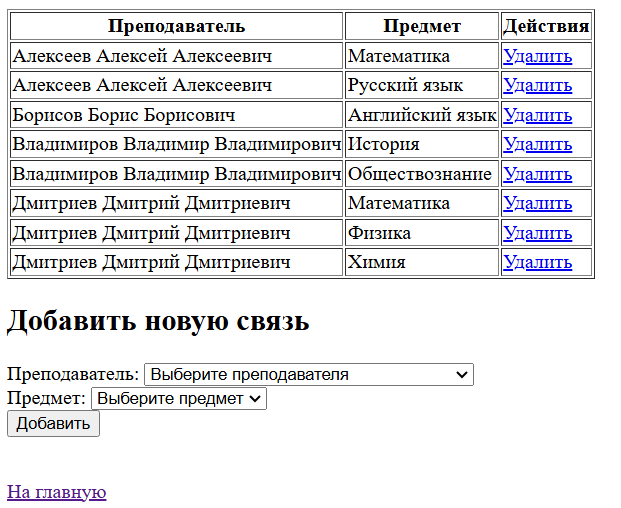 Преподаватель Предмет Действия
Алексеев Алексей Алексеевич Математика Удалить
Алексеев Алексей Алексеевич Русский язык Удалить
Борисов Борис Борисович Английский язык Удалить
Владимиров Владимир Владимирович История Удалить
Владимиров Владимир Владимирович Обществознание Удалить
Дмитриев Дмитрий Дмитриевич Математика Удалить
Дмитриев Дмитрий Дмитриевич Физика Удалить
Дмитриев Дмитрий Дмитриевич Химия Удалить
Добавить новую связь
Преподаватель: Выберите преподавателя
Предмет: Выберите предмет
Добавить
На главную